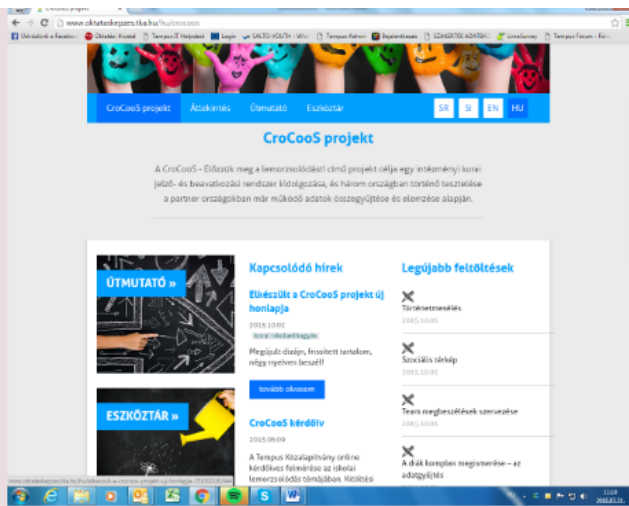 www.oktataskepzes.tka.hu/hu/crocoos
CroCooS projekt
Áttekintés
Útmutató
Eszköztár
SR
SI
EN
HU
CroCooS projekt
A CroCooS - Előzzük meg a lemorzsolódást! című projekt célja egy intézményi korai
jelző- és beavatkozási rendszer kidolgozása, és három országban történő tesztelése
a partner országokban már működő adatok összegyűjtése és elemzése alapján.
ÚTMUTATÓ »
ESZKÖZTÁR »
Kapcsolódó hírek
Elkészült a CroCooS projekt új
honlapja
2015.10.02
korai iskolaelhagyás
Megújult dizájn, frissített tartalom,
négy nyelven beszél!
tovább olvasom
CroCooS kérdőív
2015.06.09
A Tempus Közalapítvány online
kérdőíves felmérése az iskolai
lemorzsolódás témájában. Kitöltési
Legújabb feltöltések
Történetmesélés
2015.10.01
Szociális térkép
2015.10.01
Team megbeszélések szervezése
2015.10.01
A diák komplex megismerése – az
adatgyűjtés